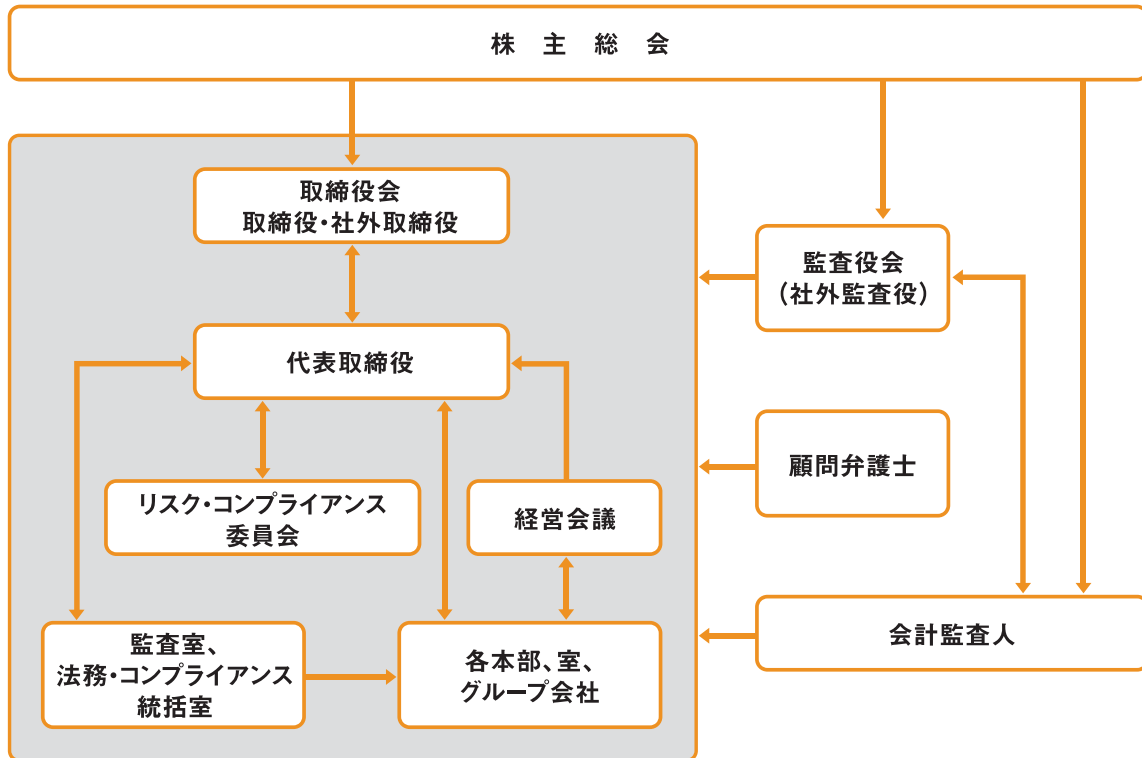 株主総会
取締役会
取締役・社外取締役
監査役会
（社外監査役）
代表取締役
顧問弁護士
リスク・コンプライアンス
委員会
経営会議
会計監査人
監査室、
法務・コンプライアンス
統括室
各本部、室、
グループ会社